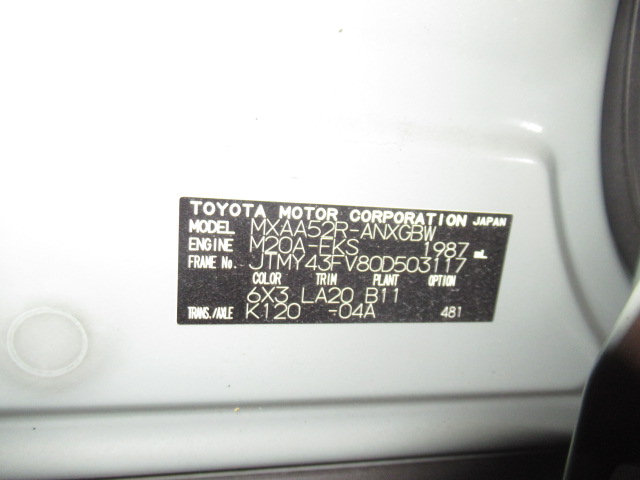 TOYOTA MOTOR CORPORATION JAPAN
MODEL MXAA52R-ANXGBW
ENGINE M20A-FKS 1987 mL
FRAME No. JTMY43FV80D503117
COLOR TRIM PLANT OPTION
6X3 LA20 B11
TRANS./AXLE K120 -04A 481